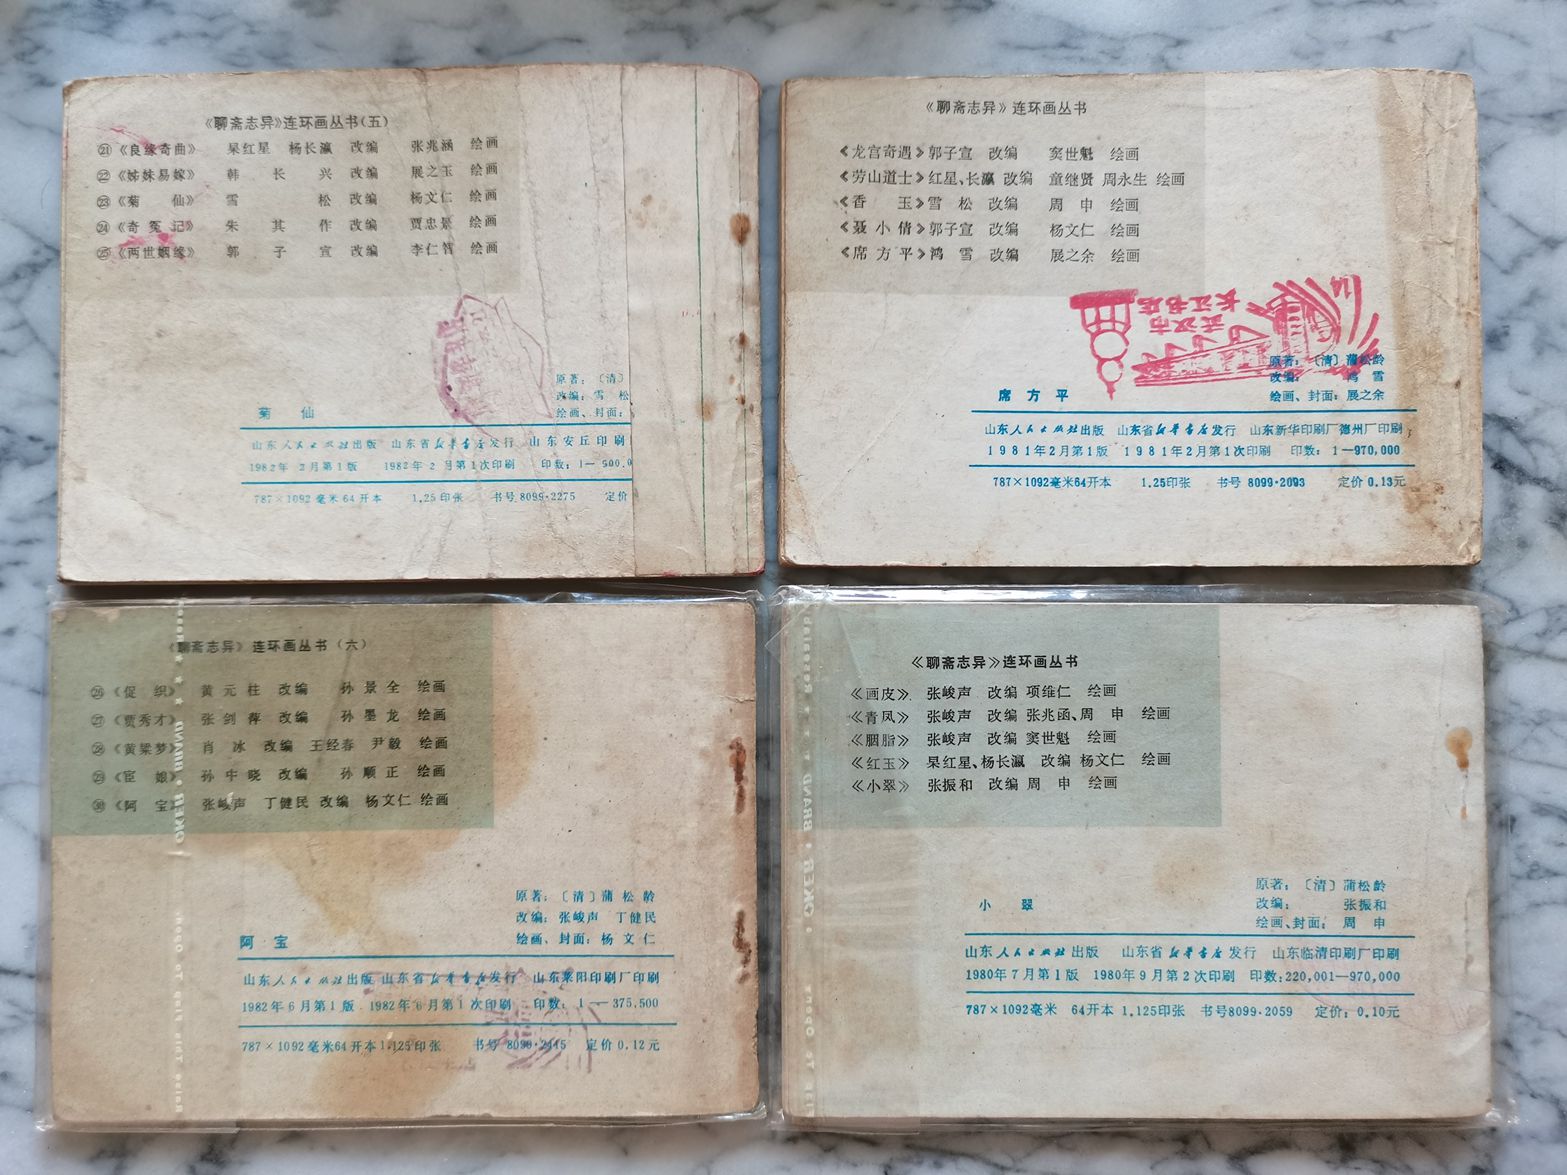 《聊斋志异》连环画丛书(五)
㉑《良缘奇曲》 杲红星 杨长瀛 改编 张兆涵 绘画
㉒《姊妹易嫁》 韩长兴 改编 展之玉 绘画
㉓《菊仙》 雪松 改编 杨文仁 绘画
㉔《奇冤记》 朱其作 改编 贾忠景 绘画
㉕《两世姻缘》 郭子宣 改编 李仁智 绘画
原著：〔清〕
改编：雪松
绘画、封面：
菊仙
山东人民出版社出版 山东省新华书店发行 山东安丘印刷
1982年2月第1版 1982年2月第1次印刷 印数：1—500.0
787×1092毫米64开本 1.25印张 书号8099·2275 定价
《聊斋志异》连环画丛书
《龙宫奇遇》郭子宣 改编 窦世魁 绘画
《劳山道士》红星、长瀛 改编 童继贤 周永生 绘画
《香玉》雪松 改编 周申 绘画
《聂小倩》郭子宣 改编 杨文仁 绘画
《席方平》鸿雪 改编 展之余 绘画
武汉市
长江书店
14
原著：〔清〕蒲松龄
改编：鸿雪
绘画、封面：展之余
席方平
山东人民出版社出版 山东省新华书店发行 山东新华印刷厂德州厂印刷
1981年2月第1版 1981年2月第1次印刷 印数：1—970,000
787×1092毫米64开本 1.25印张 书号 8099·2093 定价0.13元
《聊斋志异》连环画丛书(六)
㉖《促织》 黄元柱 改编 孙景全 绘画
㉗《贾秀才》 张剑萍 改编 孙墨龙 绘画
㉘《黄粱梦》 肖冰 改编 王经春 尹毅 绘画
㉙《宦娘》 孙中晓 改编 孙顺正 绘画
㉚《阿宝》 张峻声 丁健民 改编 杨文仁 绘画
原著：〔清〕蒲松龄
改编：张峻声 丁健民
绘画、封面：杨文仁
阿宝
山东人民出版社出版 山东省新华书店发行 山东莱阳印刷厂印刷
1982年6月第1版 1982年6月第1次印刷 印数：1—375.500
787×1092毫米64开本1.125印张 书号 8099·2445 定价0.12元
《聊斋志异》连环画丛书
《画皮》 张峻声 改编 项维仁 绘画
《青凤》 张峻声 改编 张兆函、周申 绘画
《胭脂》 张峻声 改编 窦世魁 绘画
《红玉》 杲红星、杨长瀛 改编 杨文仁 绘画
《小翠》 张振和 改编 周申 绘画
原著：〔清〕蒲松龄
改编：张振和
绘画、封面：周申
小翠
山东人民出版社出版 山东省新华书店发行 山东临清印刷厂印刷
1980年7月第1版 1980年9月第2次印刷 印数：220,001—970,000
787×1092毫米 64开本 1.125印张 书号8099·2059 定价：0.10元